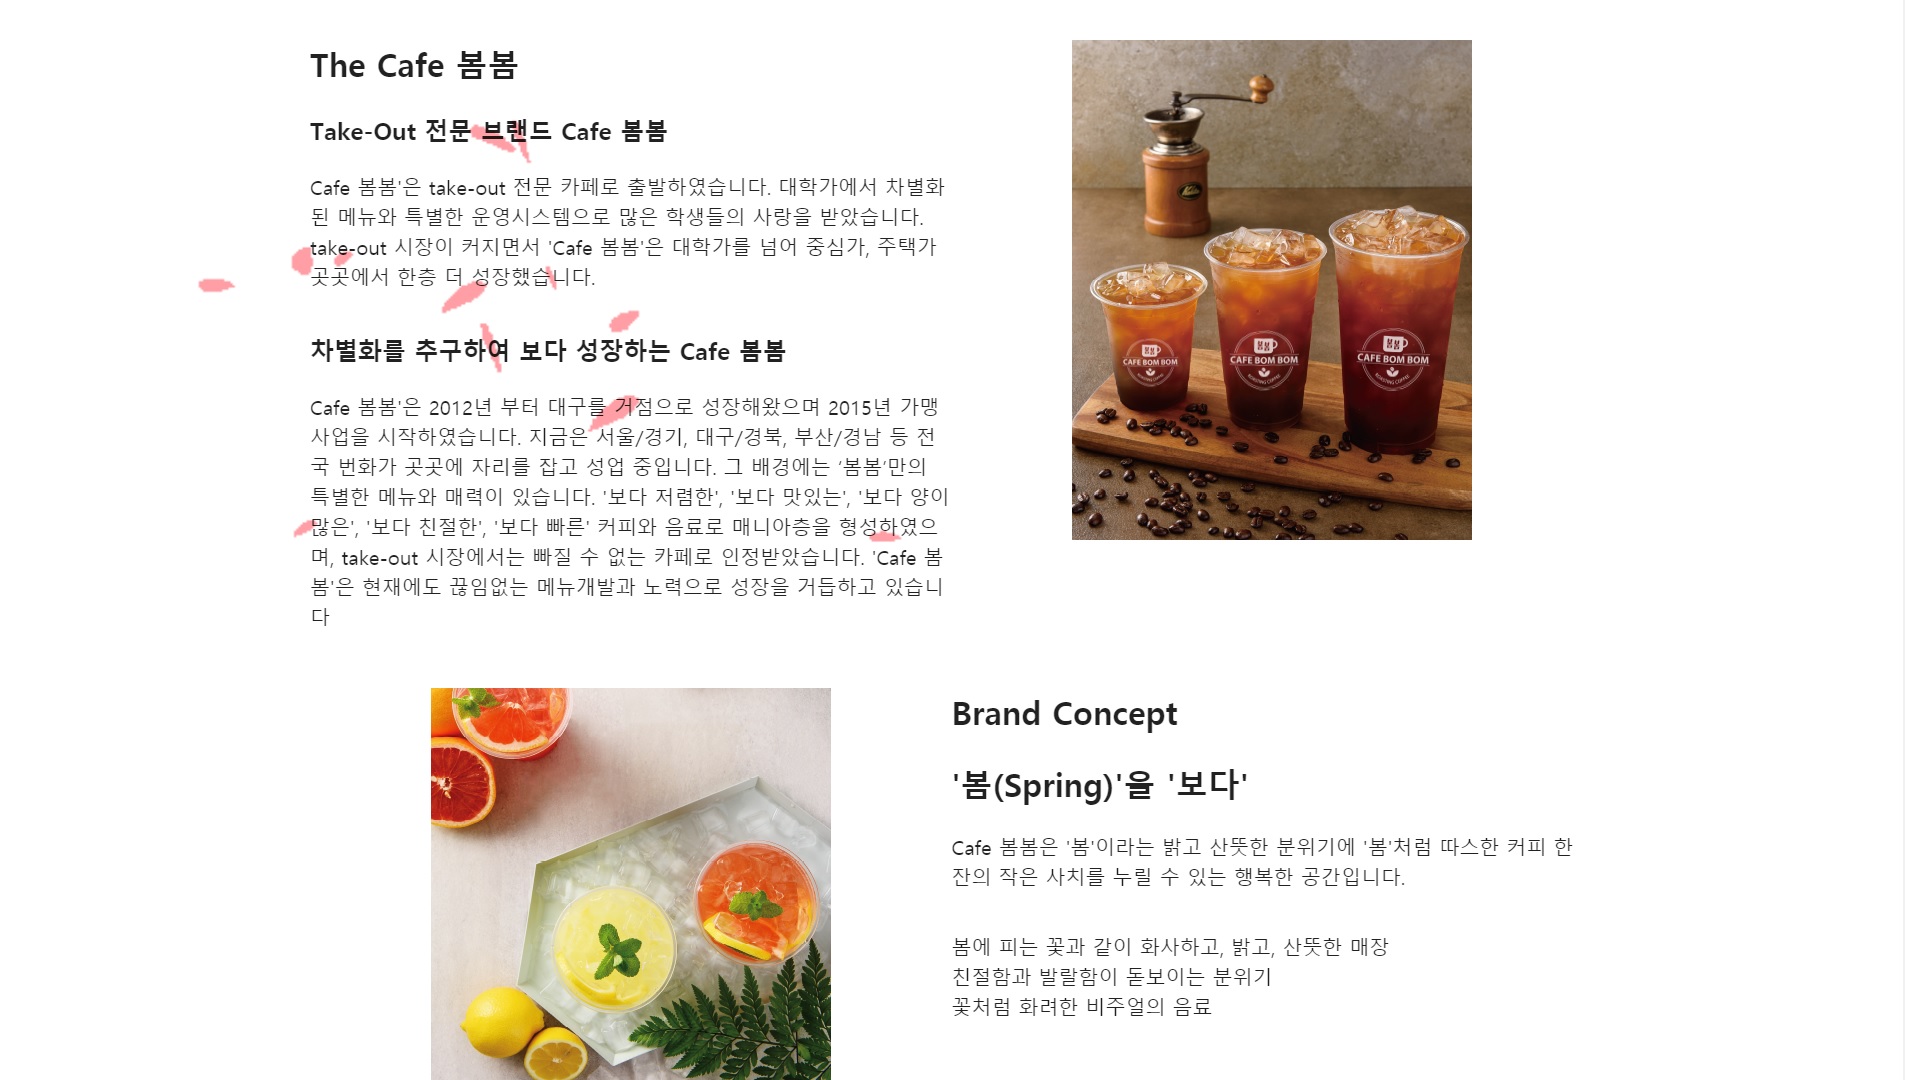 The Cafe 봄봄
Take-Out 전문 브랜드 Cafe 봄봄
Cafe 봄봄'은 take-out 전문 카페로 출발하였습니다. 대학가에서 차별화
된 메뉴와 특별한 운영시스템으로 많은 학생들의 사랑을 받았습니다.
take-out 시장이 커지면서 'Cafe 봄봄'은 대학가를 넘어 중심가, 주택가
곳곳에서 한층 더 성장했습니다.
차별화를 추구하여 보다 성장하는 Cafe 봄봄
Cafe 봄봄'은 2012년 부터 대구를 거점으로 성장해왔으며 2015년 가맹
사업을 시작하였습니다. 지금은 서울/경기, 대구/경북, 부산/경남 등 전
국 번화가 곳곳에 자리를 잡고 성업 중입니다. 그 배경에는 ‘봄봄’만의
특별한 메뉴와 매력이 있습니다. '보다 저렴한', '보다 맛있는', '보다 양이
많은', '보다 친절한', '보다 빠른' 커피와 음료로 매니아층을 형성하였으
며, take-out 시장에서는 빠질 수 없는 카페로 인정받았습니다. 'Cafe 봄
봄'은 현재에도 끊임없는 메뉴개발과 노력으로 성장을 거듭하고 있습니
다
CAFE BOM BOM
ROASTING COFFEE
CAFE BOM BOM
ROASTING COFFEE
CAFE BOM BOM
ROASTING COFFEE
Brand Concept
'봄(Spring)'을 '보다'
Cafe 봄봄은 '봄'이라는 밝고 산뜻한 분위기에 '봄'처럼 따스한 커피 한
잔의 작은 사치를 누릴 수 있는 행복한 공간입니다.
봄에 피는 꽃과 같이 화사하고, 밝고, 산뜻한 매장
친절함과 발랄함이 돋보이는 분위기
꽃처럼 화려한 비주얼의 음료